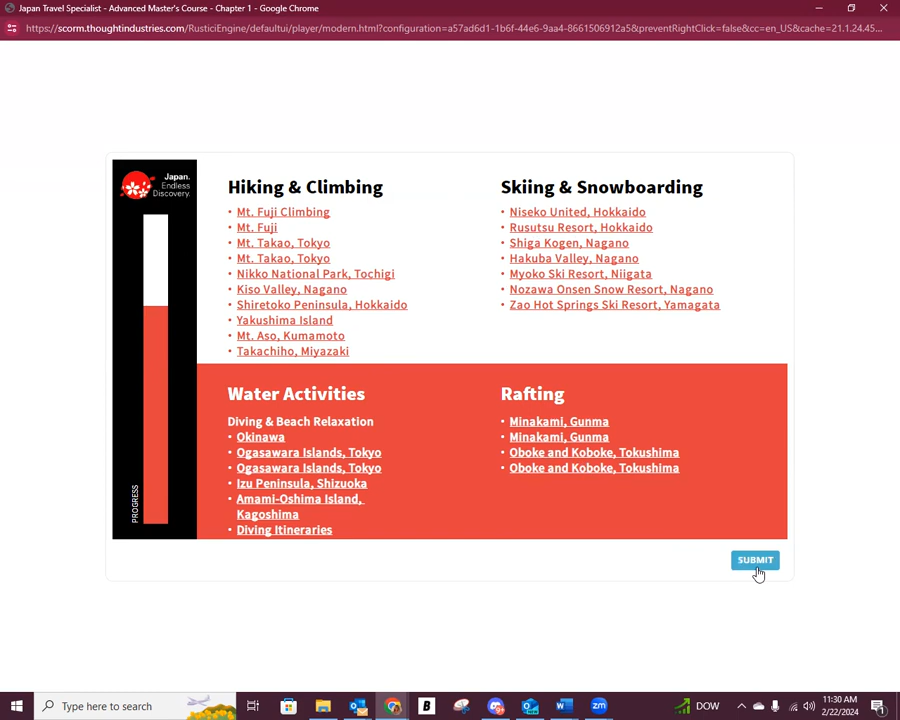 Japan Travel Specialist - Advanced Master's Course - Chapter 1 - Google Chrome
https://scorm.thoughtindustries.com/RusticiEngine/defaultui/player/modern.html?configuration=a57ad6d1-1b6f-44e6-9aa4-8661506912a5&preventRightClick=false&cc=en_US&cache=21.1.24.45...
Japan.
Endless
Discovery.
PROGRESS
Hiking & Climbing
• Mt. Fuji Climbing
• Mt. Fuji
• Mt. Takao, Tokyo
• Mt. Takao, Tokyo
• Nikko National Park, Tochigi
• Kiso Valley, Nagano
• Shiretoko Peninsula, Hokkaido
• Yakushima Island
• Mt. Aso, Kumamoto
• Takachiho, Miyazaki
Skiing & Snowboarding
• Niseko United, Hokkaido
• Rusutsu Resort, Hokkaido
• Shiga Kogen, Nagano
• Hakuba Valley, Nagano
• Myoko Ski Resort, Niigata
• Nozawa Onsen Snow Resort, Nagano
• Zao Hot Springs Ski Resort, Yamagata
Water Activities
Diving & Beach Relaxation
• Okinawa
• Ogasawara Islands, Tokyo
• Ogasawara Islands, Tokyo
• Izu Peninsula, Shizuoka
• Amami-Oshima Island,
Kagoshima
• Diving Itineraries
Rafting
• Minakami, Gunma
• Minakami, Gunma
• Oboke and Koboke, Tokushima
• Oboke and Koboke, Tokushima
SUBMIT
Type here to search
B
W
zm
DOW
11:30 AM
2/22/2024
1